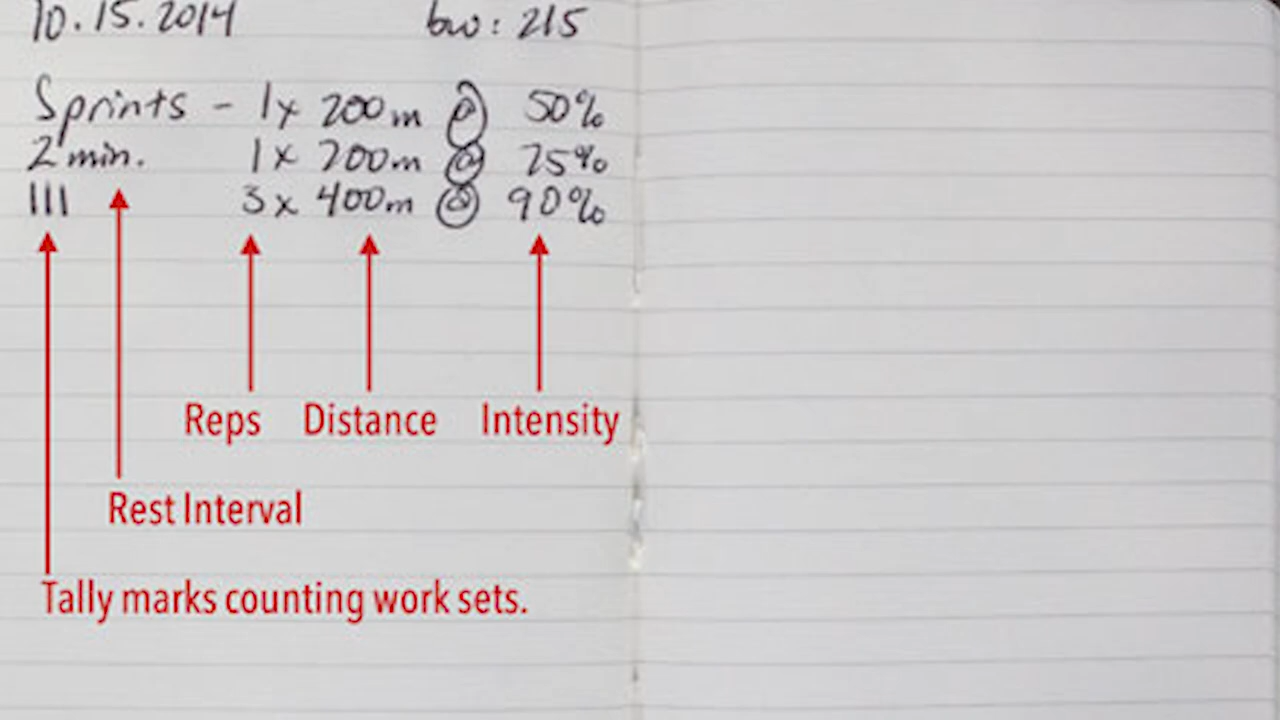 10.15.2014 bw: 215
Sprints - 1x 200m @ 50%
2 min. 1x 200m @ 75%
III 3x 400m @ 90%
Reps Distance Intensity
Rest Interval
Tally marks counting work sets.